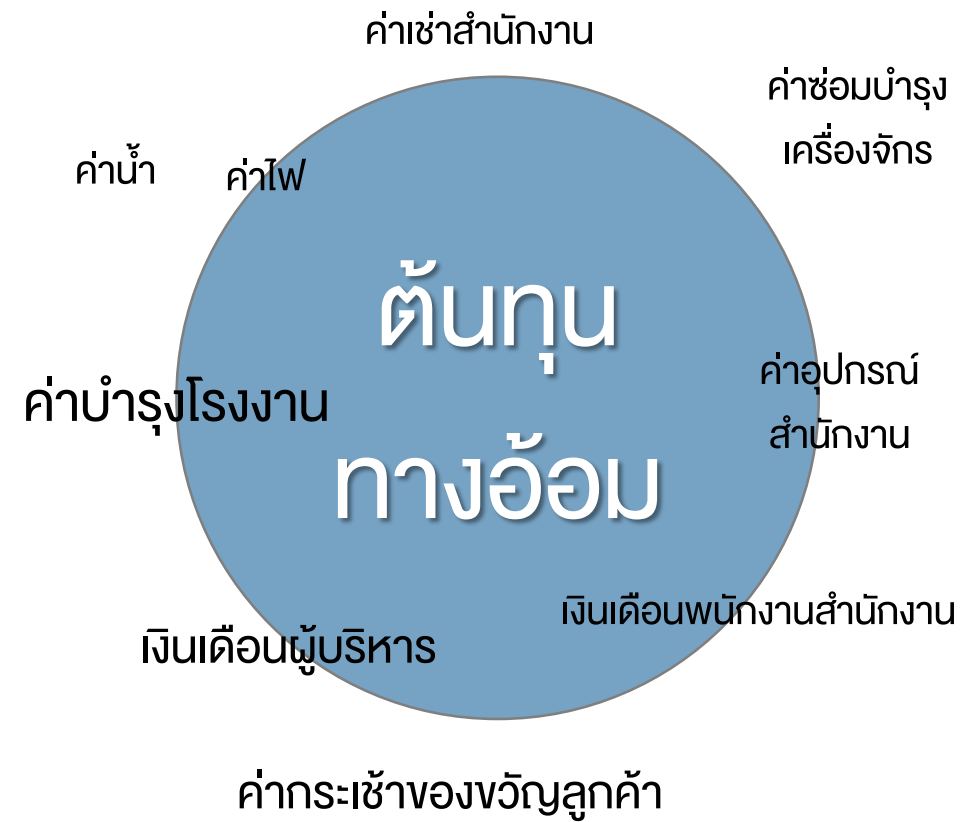 ค่าเช่าสำนักงาน
ค่าซ่อมบำรุง
เครื่องจักร
ค่าน้ำ
ค่าไฟ
ต้นทุน
ทางอ้อม
ค่าบำรุงโรงงาน
ค่าอุปกรณ์
สำนักงาน
เงินเดือนพนักงานสำนักงาน
เงินเดือนผู้บริหาร
ค่ากระเช้าของขวัญลูกค้า